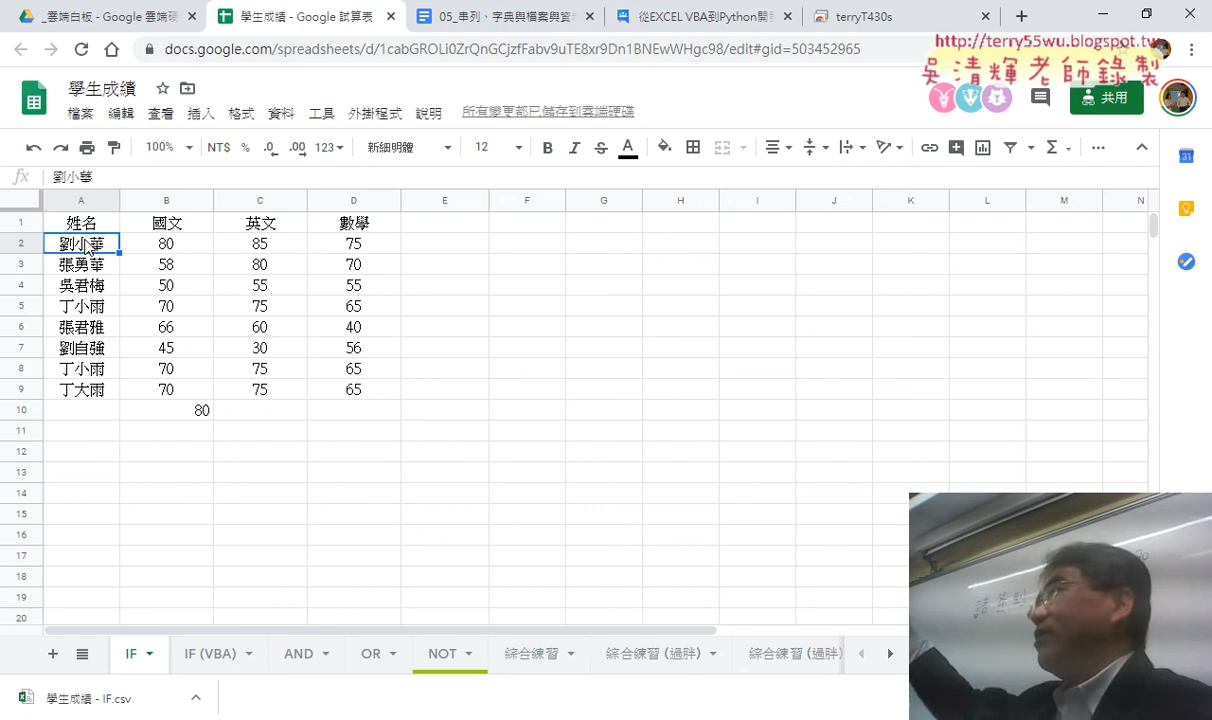 _雲端白板 - Google 雲端硬
學生成績 - Google 試算表
05_串列、字典與檔案與資
從EXCEL VBA到Python開
terryT430s
docs.google.com/spreadsheets/d/1cabGROLI0ZrQnGCjzfFabv9uTE8xr9Dn1BNEwWHgc98/edit#gid=503452965
http://terry55wu.blogspot.tw
吳清輝老師錄製
學生成績
檔案 編輯 查看 插入 格式 資料 工具 外掛程式 說明 所有變更都已儲存到雲端硬碟
共用
100% NT$ % .0 .00 123 新細明體 12 B I S A
fx 劉小華
A B C D E F G H I J K L M N
1 姓名 國文 英文 數學
2 劉小華 80 85 75
3 張勇華 58 80 70
4 吳君梅 50 55 55
5 丁小雨 70 75 65
6 張君雅 66 60 40
7 劉自強 45 30 56
8 丁小雨 70 75 65
9 丁大雨 70 75 65
10 80
11
12
13
14
15
16
17
18
19
20
IF IF (VBA) AND OR NOT 綜合練習 綜合練習 (過胖) 綜合練習 (過胖)
學生成績 - IF.csv